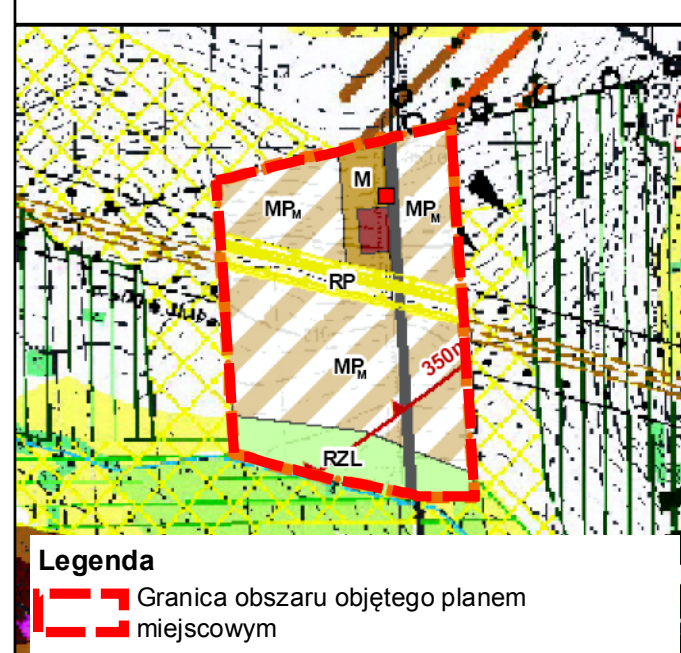 M
MPM
MPM
RP
MPM
350m
RZL
Legenda
Granica obszaru objętego planem
miejscowym